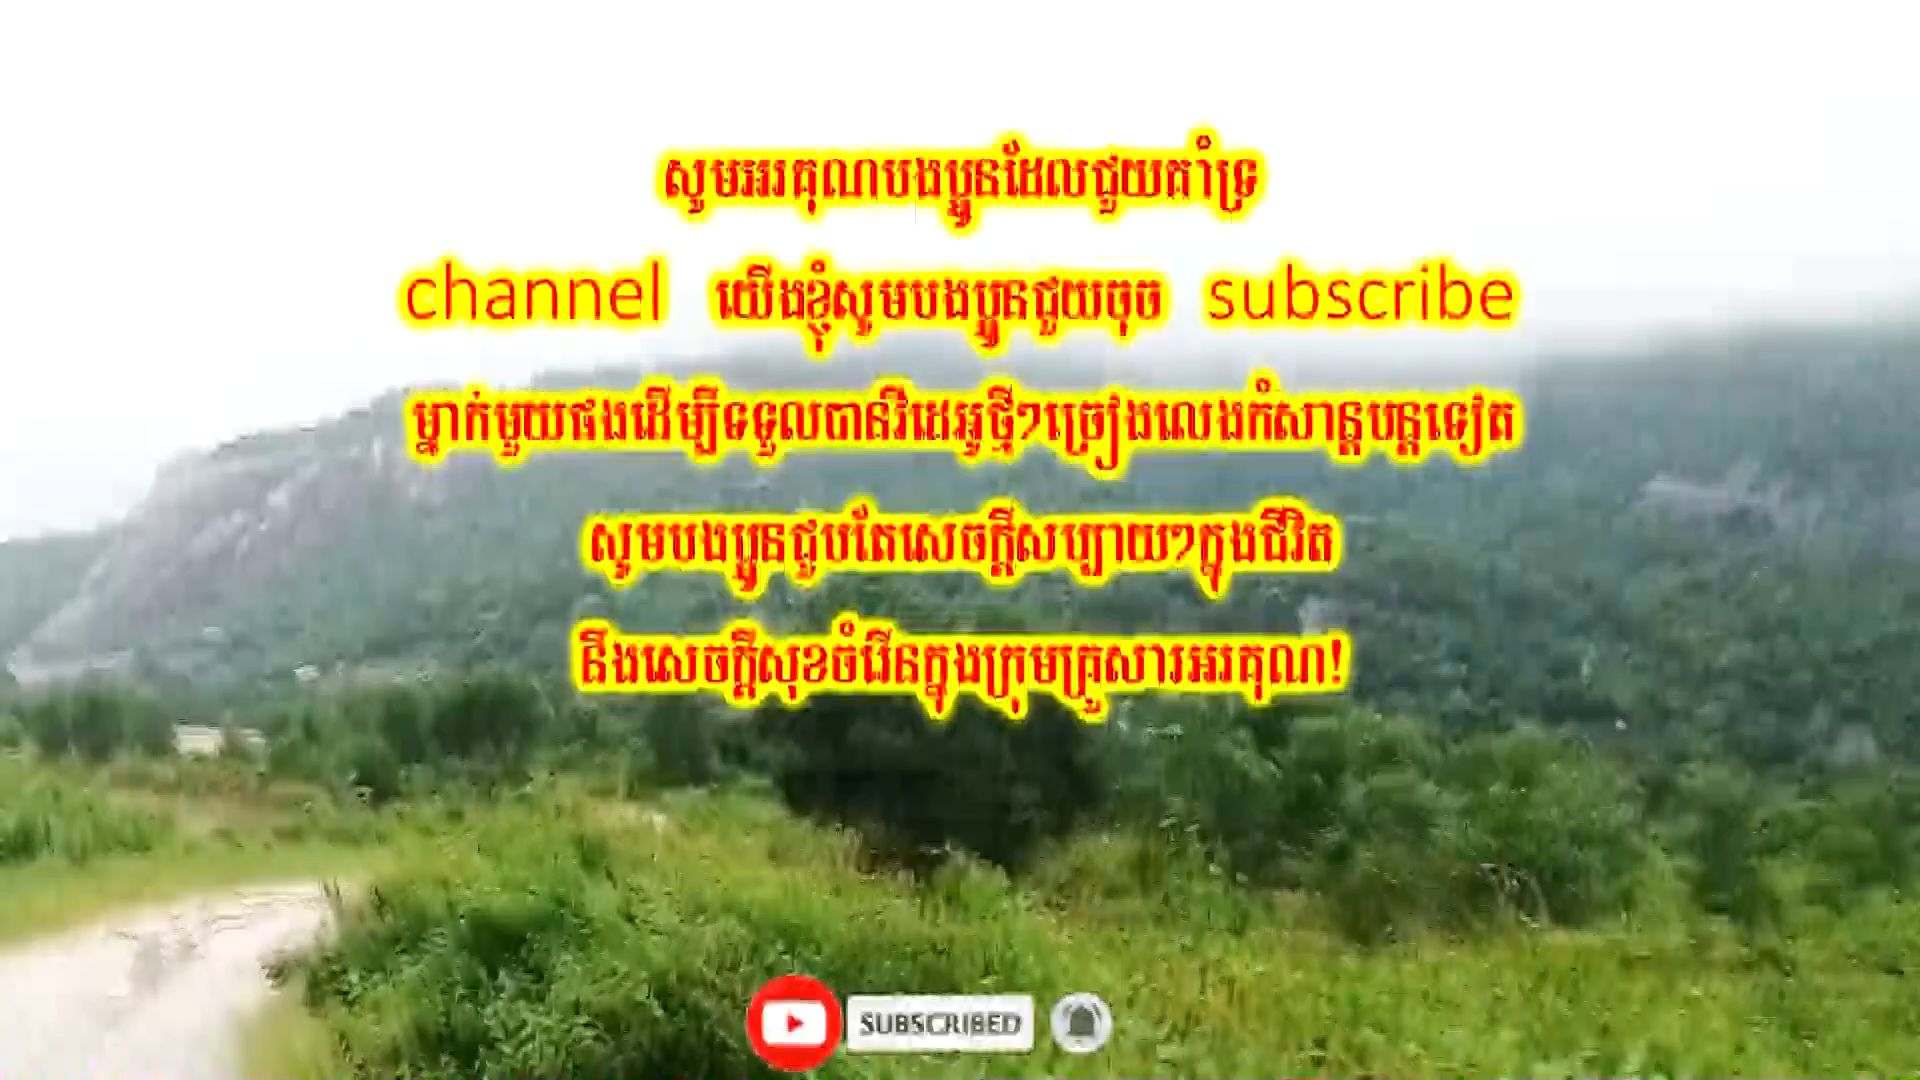 សូមអរគុណបងប្អូនដែលជួយគាំទ្រ
channel យើងខ្ញុំសូមបងប្អូនជួយចុច subscribe
ម្នាក់មួយផងដើម្បីទទួលបានវីដេអូថ្មីៗច្រៀងលេងកំសាន្តបន្តទៀត
សូមបងប្អូនជួបតែសេចក្តីសប្បាយៗក្នុងជីវិត
នឹងសេចក្តីសុខចំរើនក្នុងក្រុមគ្រួសារអរគុណ!
SUBSCRIBED